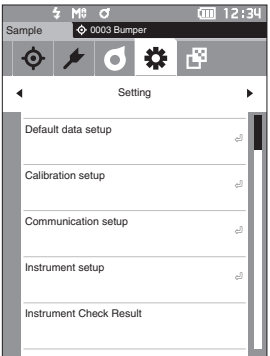 M 12:34
Sample 0003 Bumper
Setting
Default data setup
Calibration setup
Communication setup
Instrument setup
Instrument Check Result